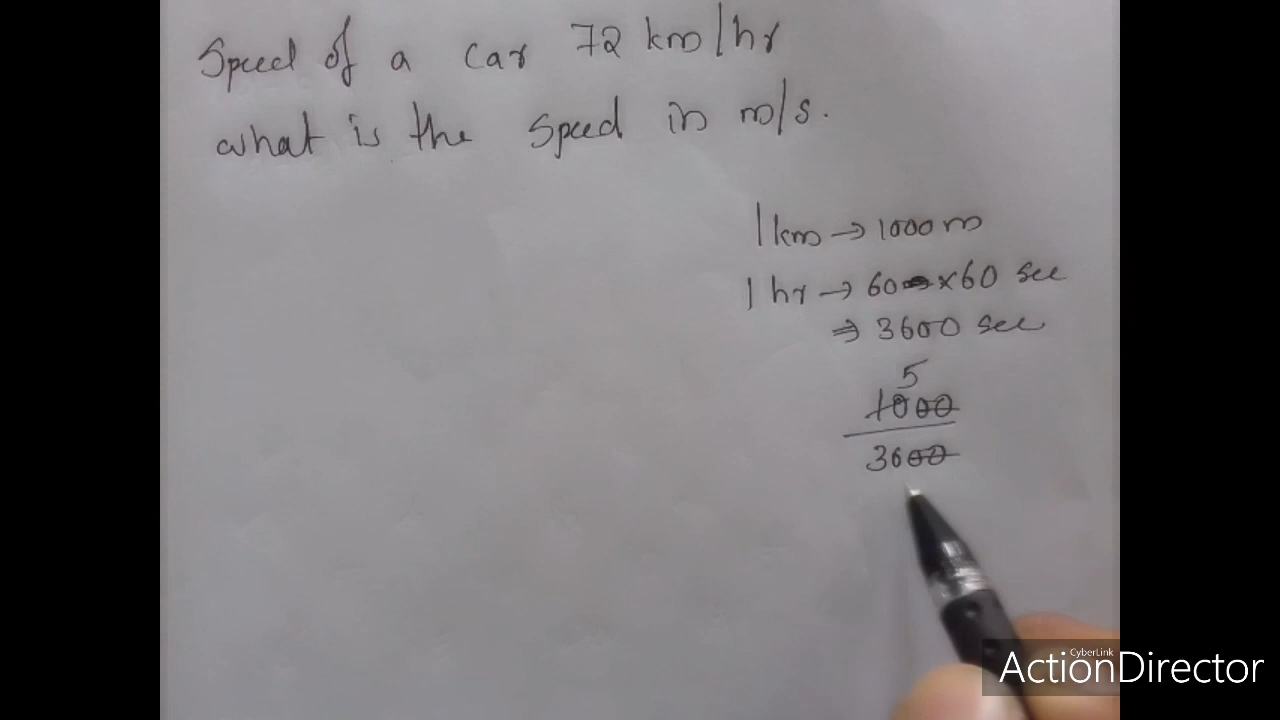 Speed of a car 72 km/hr
what is the speed in m/s.
1 km → 1000 m
1 hr → 60 × 60 sec
⇒ 3600 sec
5
1000
3600
CyberLink
ActionDirector